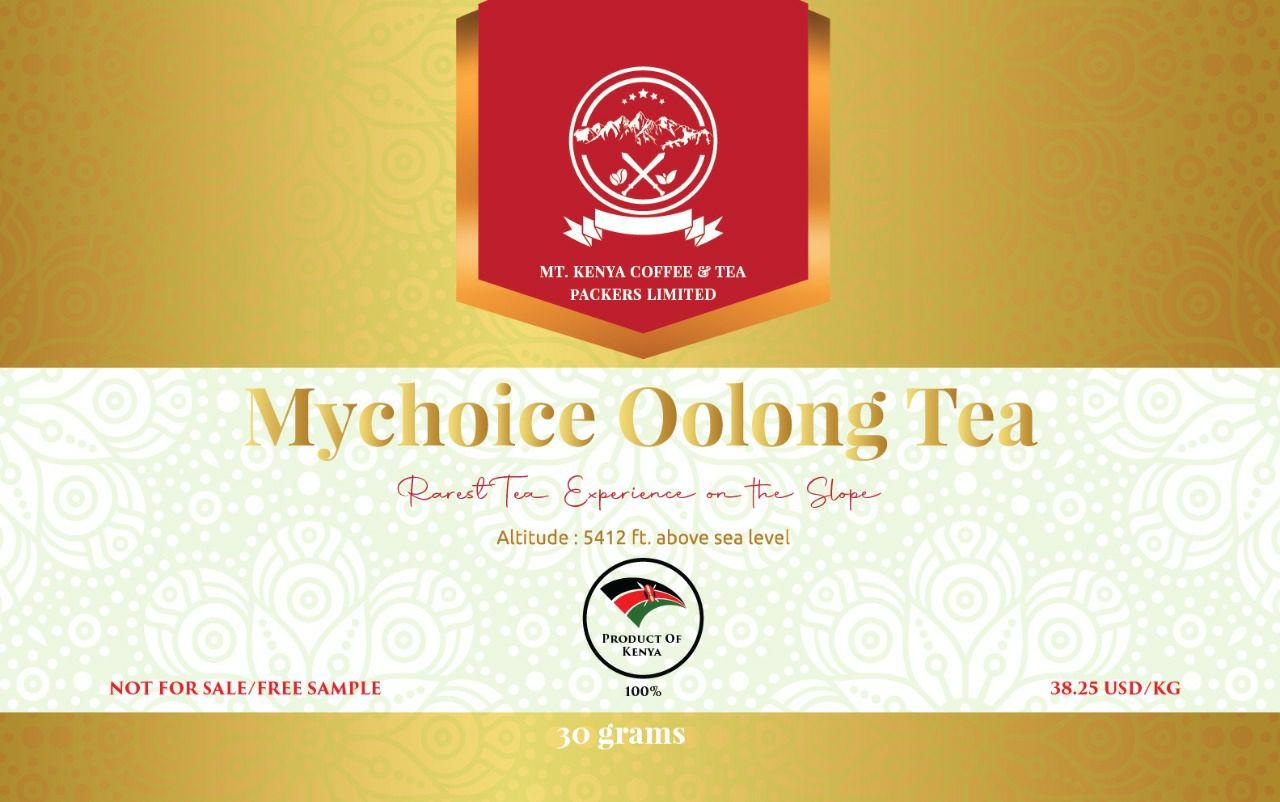 MT. KENYA COFFEE & TEA
PACKERS LIMITED
Mychoice Oolong Tea
Rarest Tea Experience on the Slope
Altitude : 5412 ft. above sea level
PRODUCT OF
KENYA
NOT FOR SALE/FREE SAMPLE
100%
38.25 USD/KG
30 grams